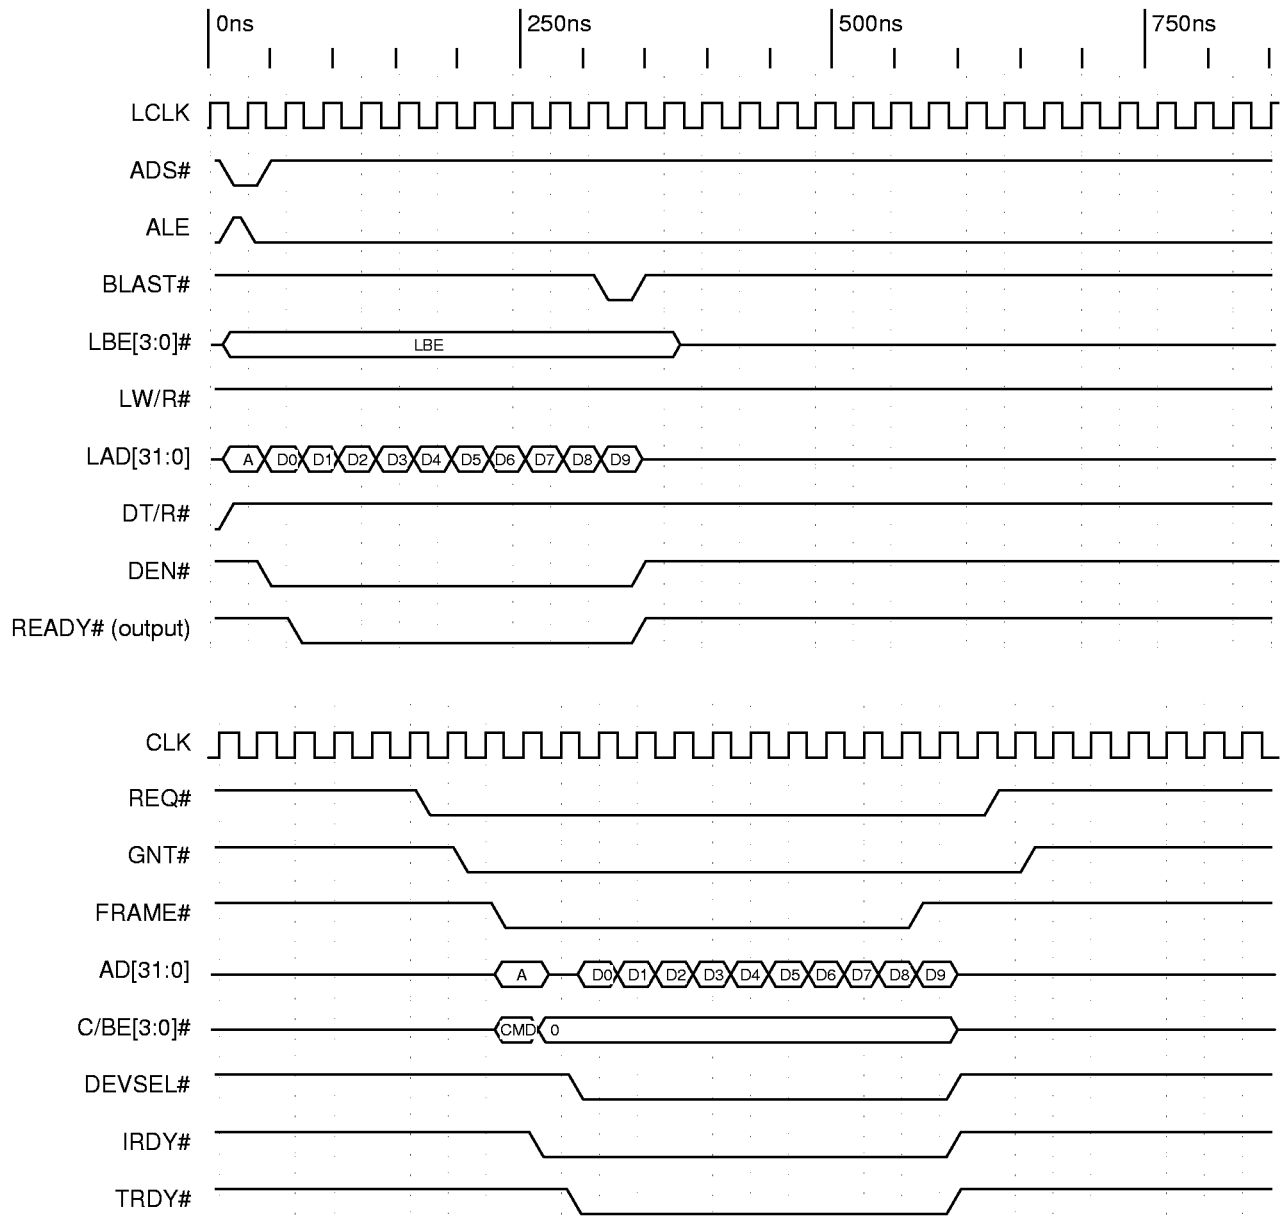 0ns 250ns 500ns 750ns
LCLK
ADS#
ALE
BLAST#
LBE[3:0]# LBE
LW/R#
LAD[31:0] A D0 D1 D2 D3 D4 D5 D6 D7 D8 D9
DT/R#
DEN#
READY# (output)
CLK
REQ#
GNT#
FRAME#
AD[31:0] A D0 D1 D2 D3 D4 D5 D6 D7 D8 D9
C/BE[3:0]# CMD 0
DEVSEL#
IRDY#
TRDY#